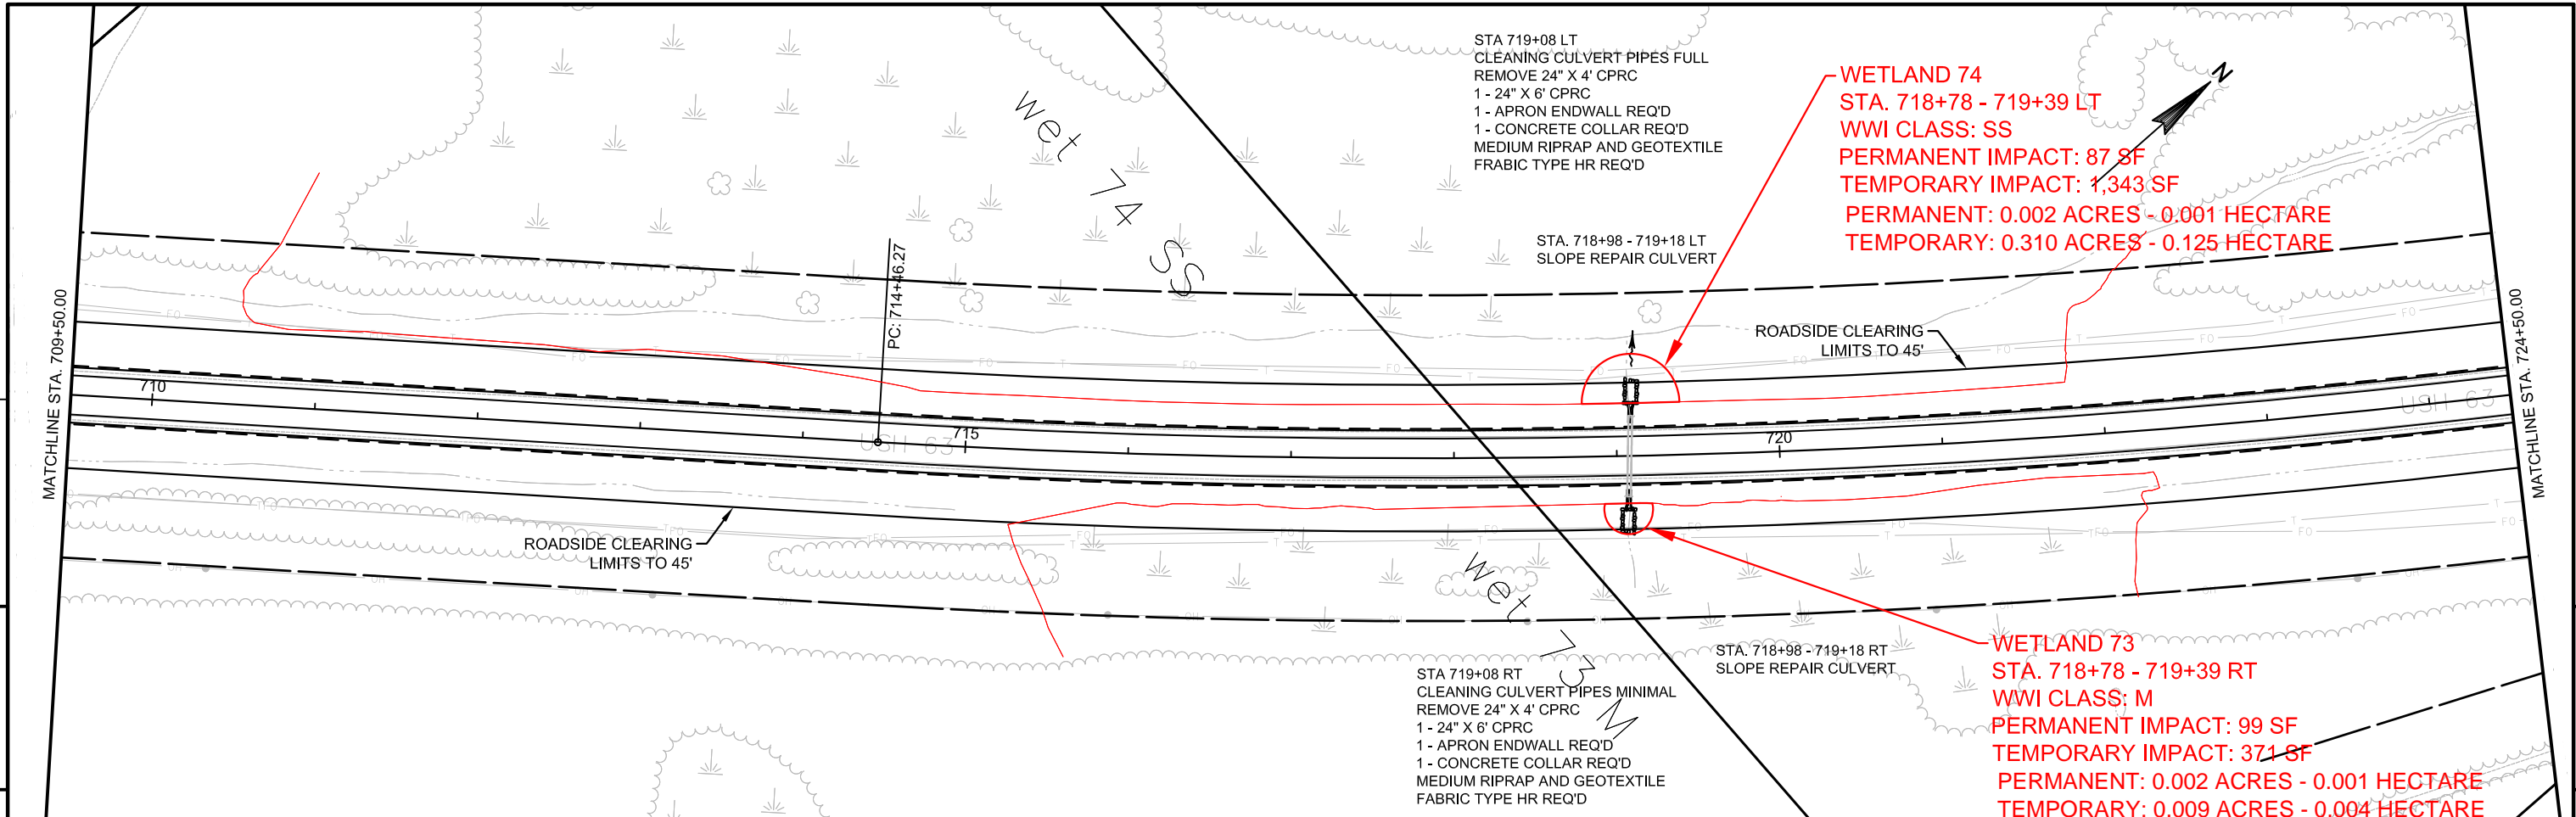 STA 719+08 LT
CLEANING CULVERT PIPES FULL
REMOVE 24" X 4' CPRC
1 - 24" X 6' CPRC
1 - APRON ENDWALL REQ'D
1 - CONCRETE COLLAR REQ'D
MEDIUM RIPRAP AND GEOTEXTILE
FRABIC TYPE HR REQ'D
WETLAND 74
STA. 718+78 - 719+39 LT
WWI CLASS: SS
PERMANENT IMPACT: 87 SF
TEMPORARY IMPACT: 1,343 SF
PERMANENT: 0.002 ACRES - 0.001 HECTARE
TEMPORARY: 0.310 ACRES - 0.125 HECTARE
N
wet 74 SS
STA. 718+98 - 719+18 LT
SLOPE REPAIR CULVERT
PC: 714+46.27
ROADSIDE CLEARING
LIMITS TO 45'
MATCHLINE STA. 709+50.00
MATCHLINE STA. 724+50.00
710
USH 63
715
720
USH 63
ROADSIDE CLEARING
LIMITS TO 45'
wet 73 M
STA 719+08 RT
CLEANING CULVERT PIPES MINIMAL
REMOVE 24" X 4' CPRC
1 - 24" X 6' CPRC
1 - APRON ENDWALL REQ'D
1 - CONCRETE COLLAR REQ'D
MEDIUM RIPRAP AND GEOTEXTILE
FABRIC TYPE HR REQ'D
STA. 718+98 - 719+18 RT
SLOPE REPAIR CULVERT
WETLAND 73
STA. 718+78 - 719+39 RT
WWI CLASS: M
PERMANENT IMPACT: 99 SF
TEMPORARY IMPACT: 371 SF
PERMANENT: 0.002 ACRES - 0.001 HECTARE
TEMPORARY: 0.009 ACRES - 0.004 HECTARE